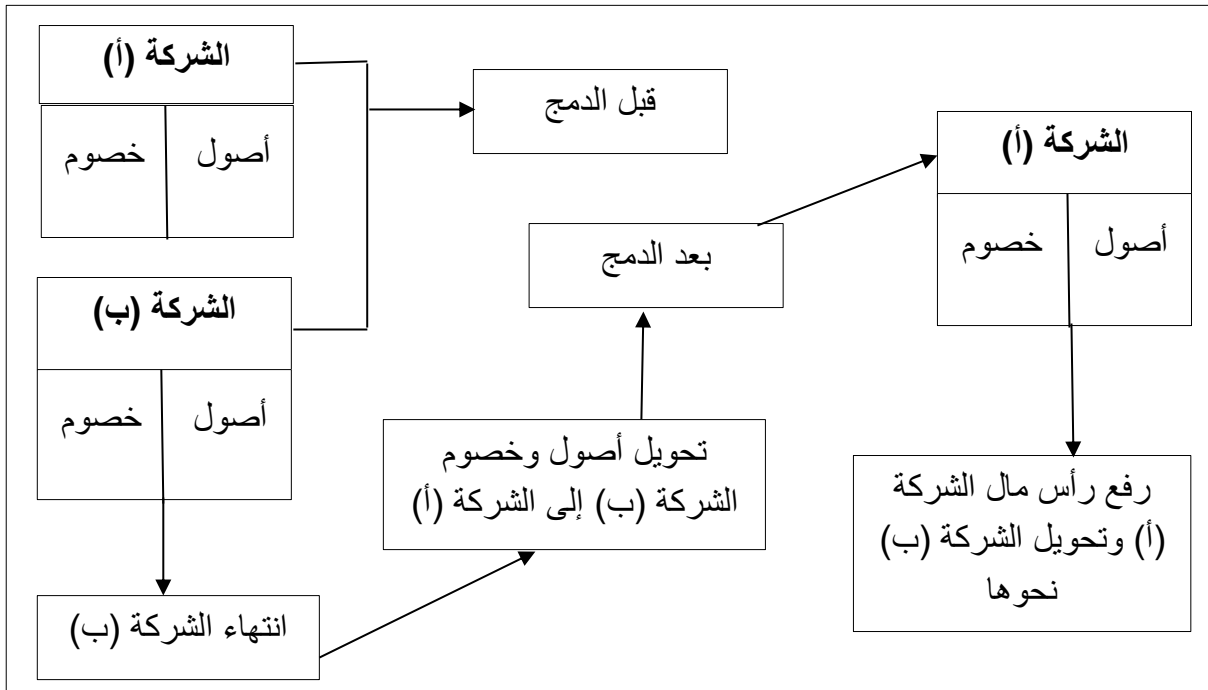 الشركة (أ)
أصول
خصوم
قبل الدمج
الشركة (أ)
أصول
خصوم
بعد الدمج
الشركة (ب)
أصول
خصوم
تحويل أصول وخصوم
الشركة (ب) إلى الشركة (أ)
رفع رأس مال الشركة
(أ) وتحويل الشركة (ب)
نحوها
انتهاء الشركة (ب)